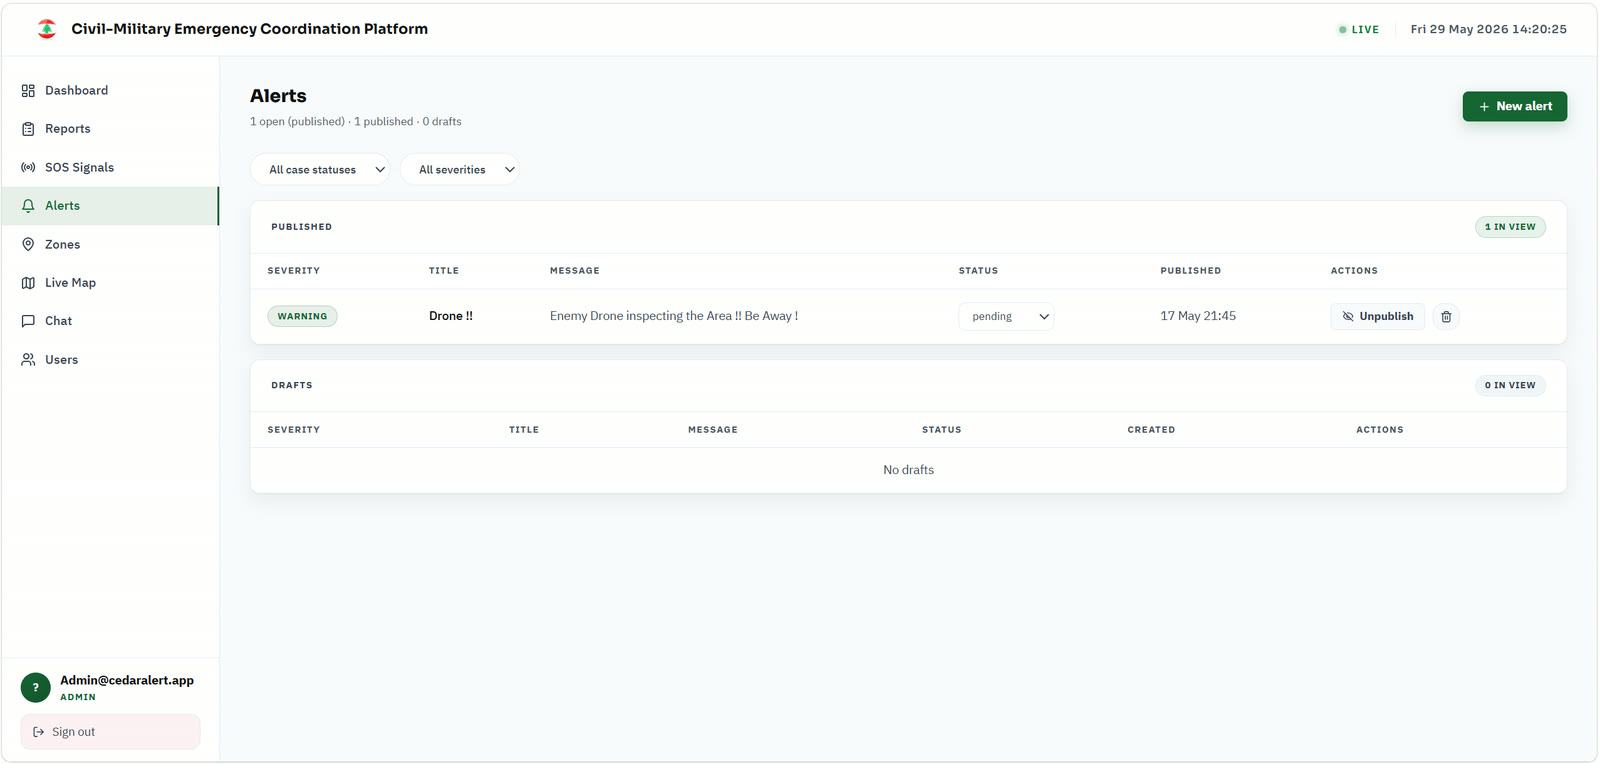 Civil-Military Emergency Coordination Platform
LIVE
Fri 29 May 2026 14:20:25
Dashboard
Reports
SOS Signals
Alerts
Zones
Live Map
Chat
Users
Alerts
1 open (published) · 1 published · 0 drafts
+ New alert
All case statuses
All severities
PUBLISHED
1 IN VIEW
SEVERITY TITLE MESSAGE STATUS PUBLISHED ACTIONS
WARNING Drone !! Enemy Drone inspecting the Area !! Be Away ! pending 17 May 21:45 Unpublish
DRAFTS
0 IN VIEW
SEVERITY TITLE MESSAGE STATUS CREATED ACTIONS
No drafts
?
Admin@cedaralert.app
ADMIN
Sign out